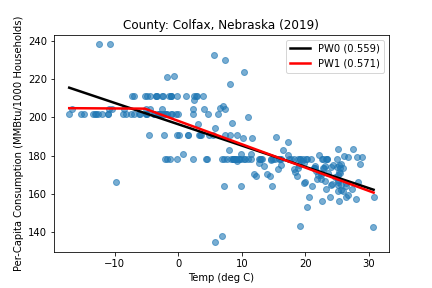 County: Colfax, Nebraska (2019)
PW0 (0.559)
PW1 (0.571)
Per-Capita Consumption (MMBtu/1000 Households)
240
220
200
180
160
140
−10 0 10 20 30
Temp (deg C)